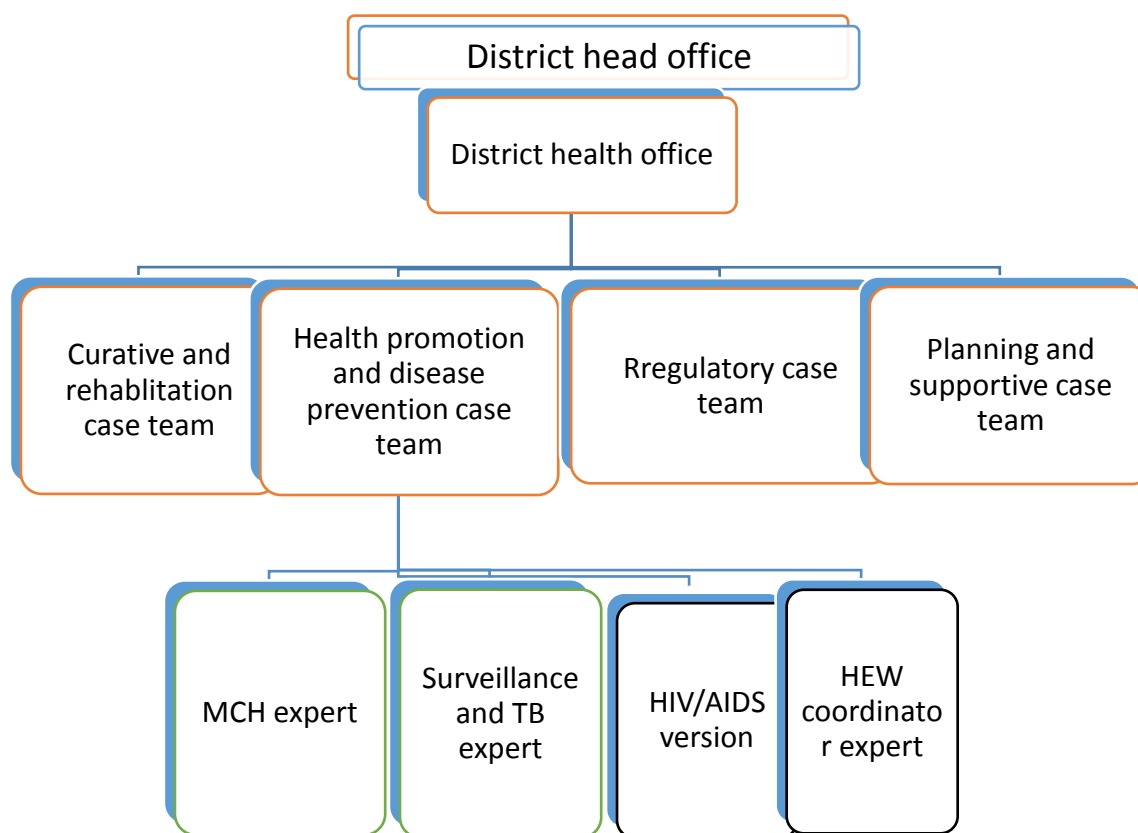 District head office
District health office
Curative and
rehablitation
case team
Health promotion
and disease
prevention case
team
Rregulatory case
team
Planning and
supportive case
team
MCH expert
Surveillance
and TB
expert
HIV/AIDS
version
HEW
coordinato
r expert